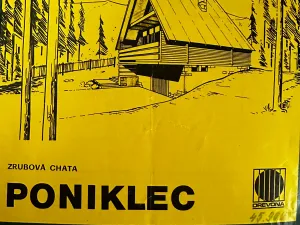 ZRUBOVÁ CHATA
PONIKLEC
DREVONA